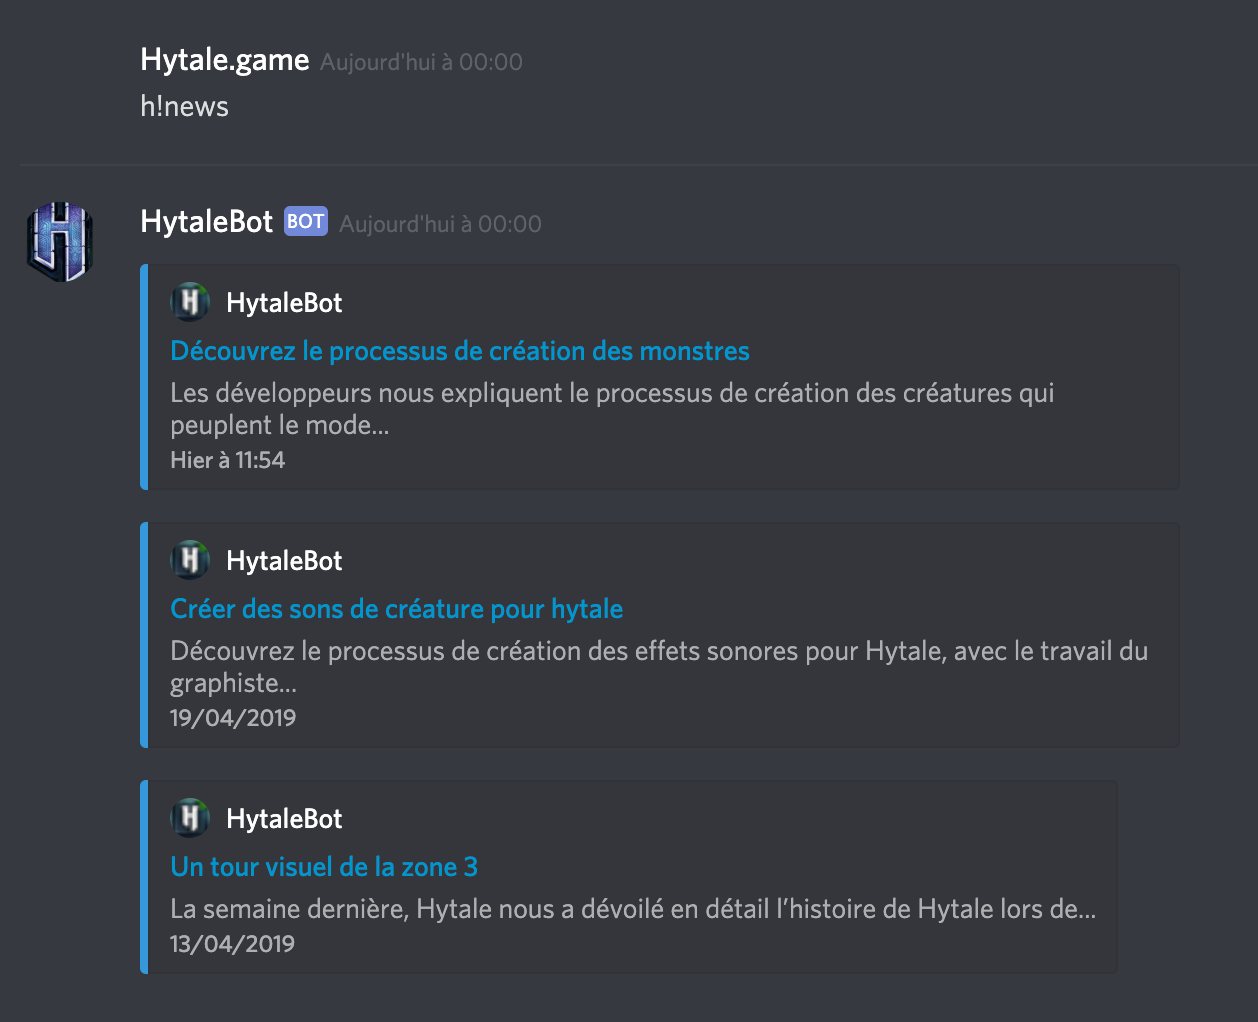 Hytale.game Aujourd'hui à 00:00
h!news
HytaleBot BOT Aujourd'hui à 00:00
H HytaleBot
Découvrez le processus de création des monstres
Les développeurs nous expliquent le processus de création des créatures qui
peuplent le mode...
Hier à 11:54
H HytaleBot
Créer des sons de créature pour hytale
Découvrez le processus de création des effets sonores pour Hytale, avec le travail du
graphiste...
19/04/2019
H HytaleBot
Un tour visuel de la zone 3
La semaine dernière, Hytale nous a dévoilé en détail l’histoire de Hytale lors de...
13/04/2019